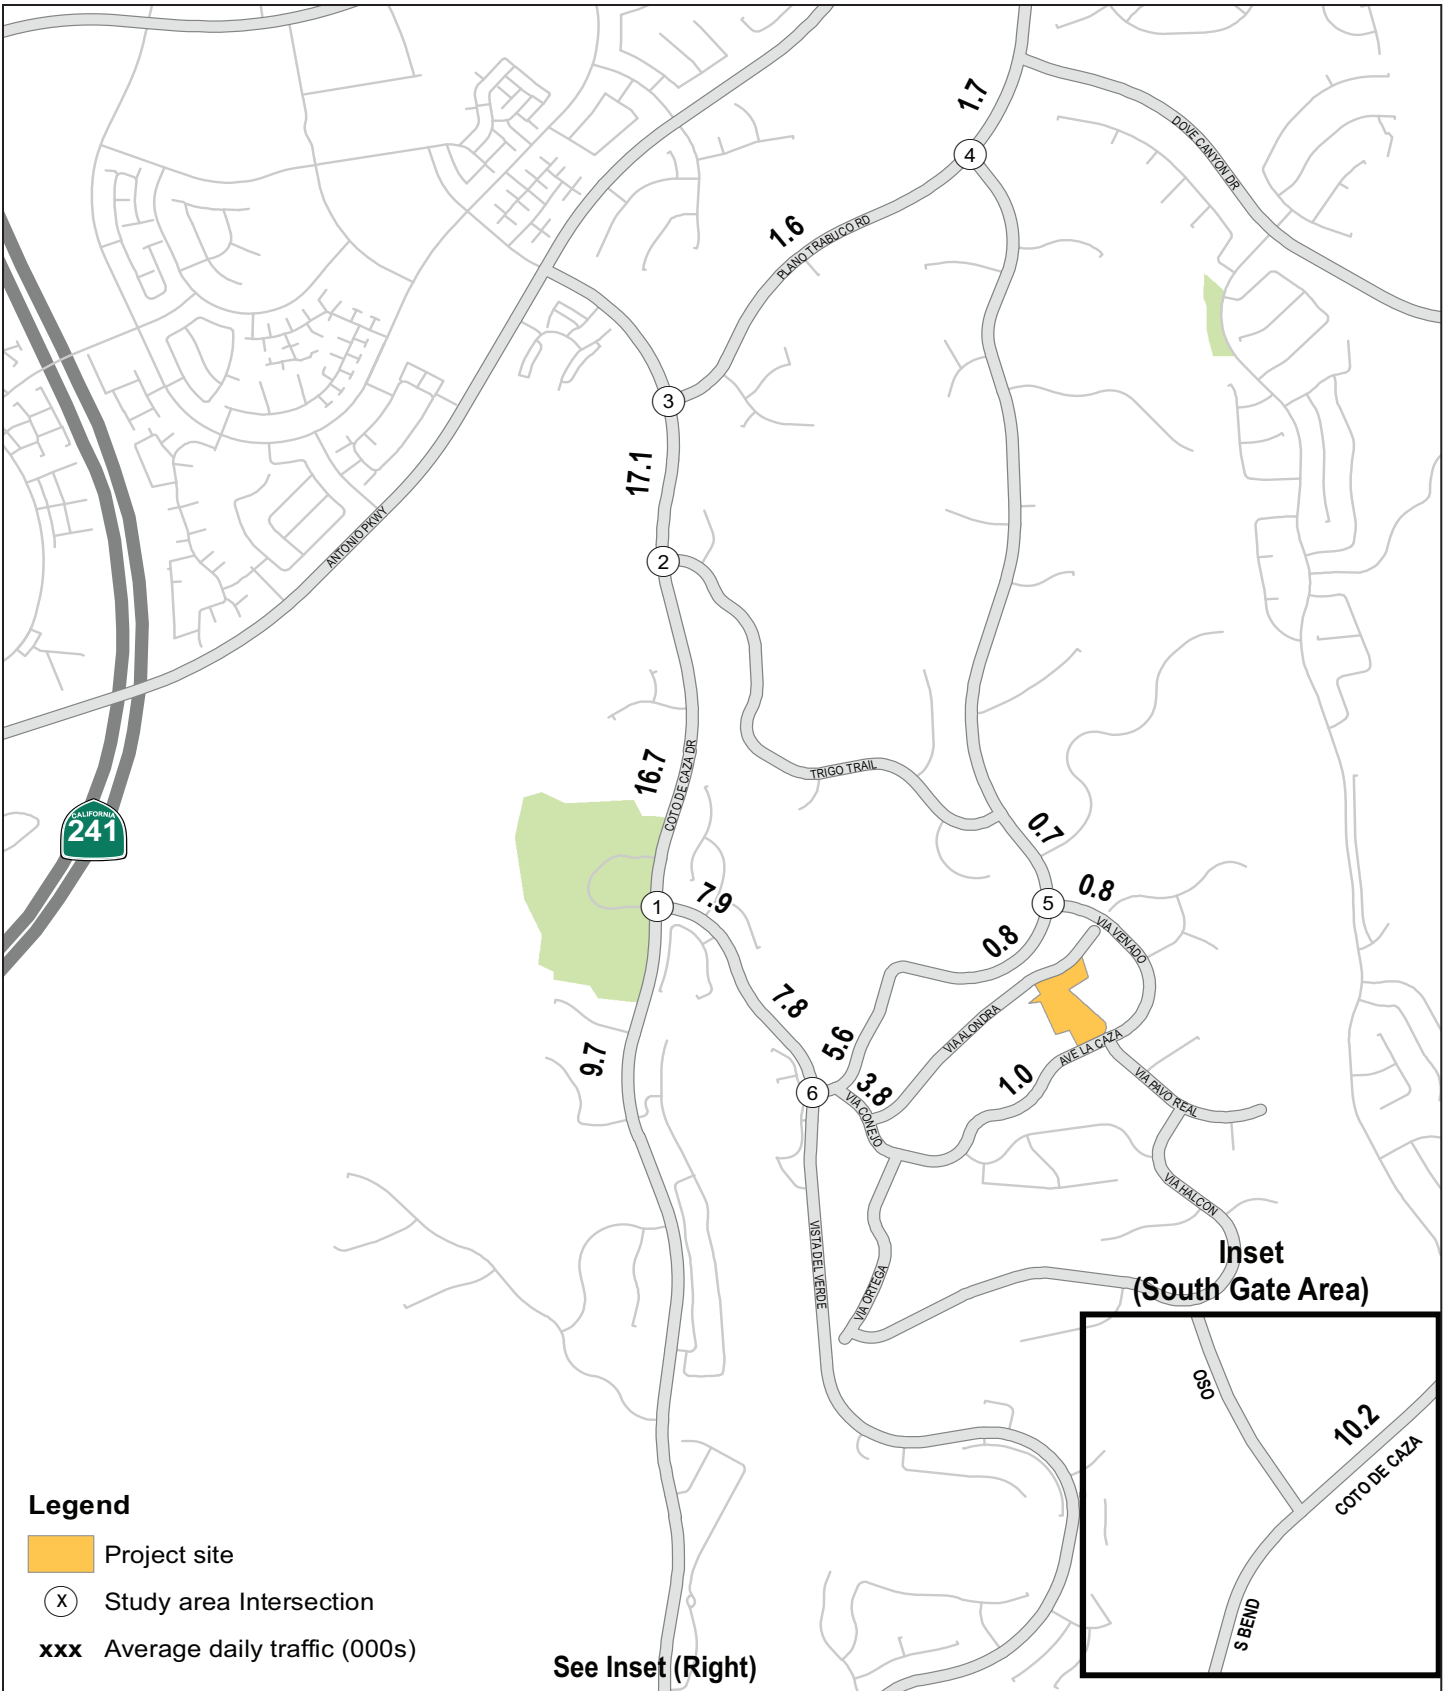 1.7
4
DOVE CANYON DR
1.6
PLANO TRABUCO RD
3
17.1
ANTONIO PKWY
2
16.7
COTO DE CAZA DR
TRIGO TRAIL
CALIFORNIA
241
0.7
7.9
1
0.8
5
0.8
VIA VENADO
7.8
5.6
VIA ALONDRA
9.7
AVE LA CAZA
3.8
1.0
6
VIA CONEJO
VIA PAVO REAL
VIA HALCON
VISTA DEL VERDE
VIA ORTEGA
Inset
(South Gate Area)
OSO
10.2
COTO DE CAZA
S BEND
Legend
Project site
X Study area Intersection
xxx Average daily traffic (000s)
See Inset (Right)